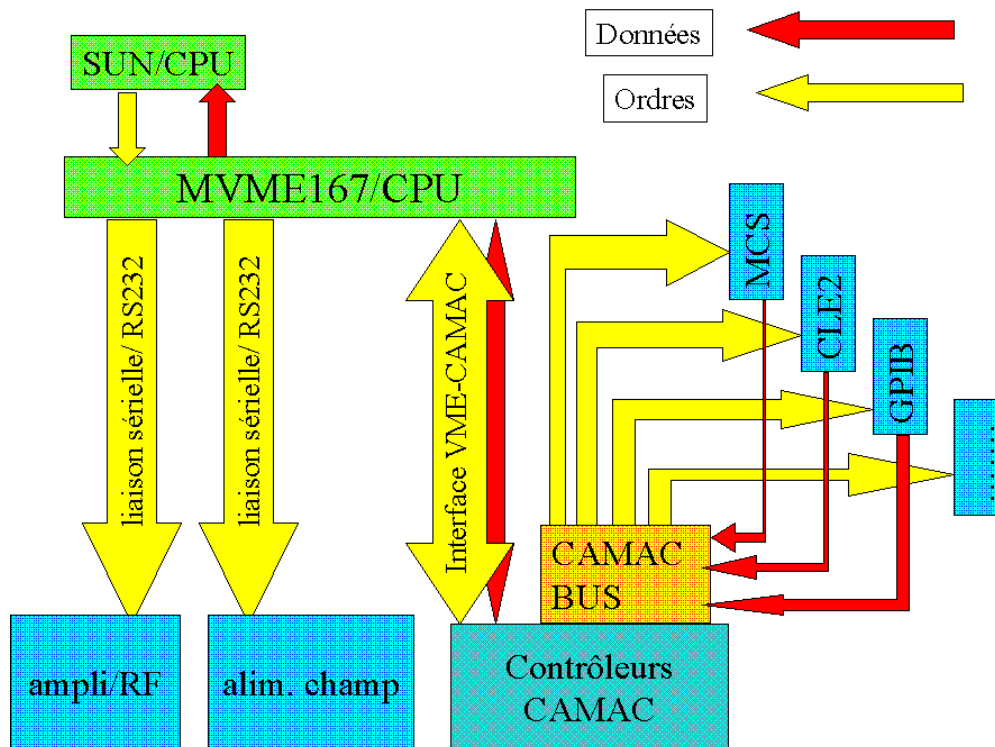 SUN/CPU
Données
Ordres
MVME167/CPU
liaison sérielle/ RS232
liaison sérielle/ RS232
Interface VME-CAMAC
MCS
CLE2
GPIB
.......
CAMAC
BUS
ampli/RF
alim. champ
Contrôleurs
CAMAC